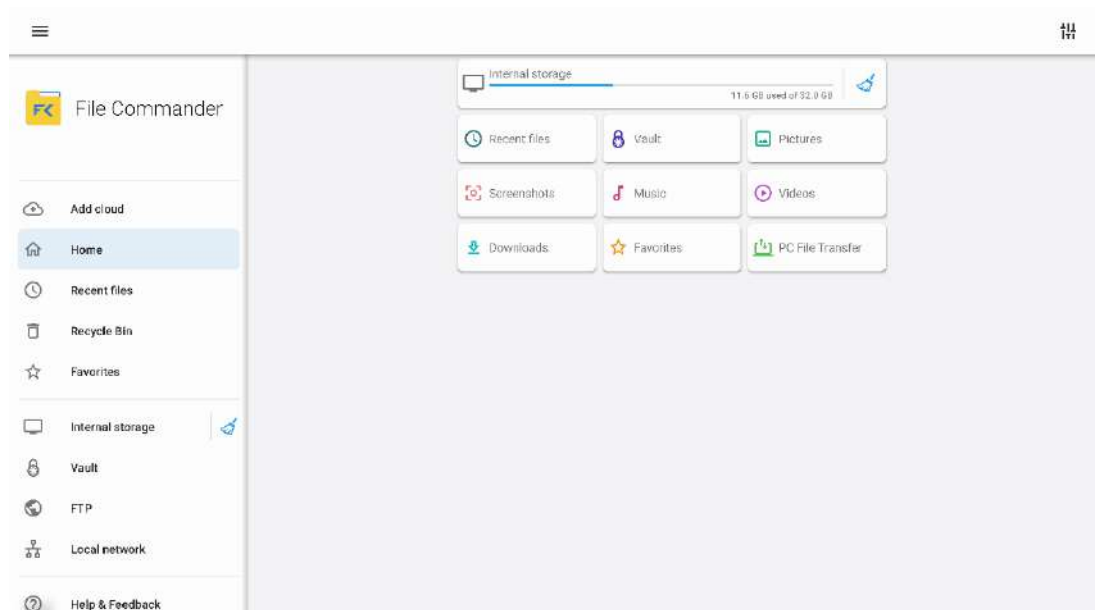 FK File Commander
Add cloud
Home
Recent files
Recycle Bin
Favorites
Internal storage
Vault
FTP
Local network
Help & Feedback
Internal storage
11.6 GB used of 32.0 GB
Recent files
Vault
Pictures
Screenshots
Music
Videos
Downloads
Favorites
PC File Transfer